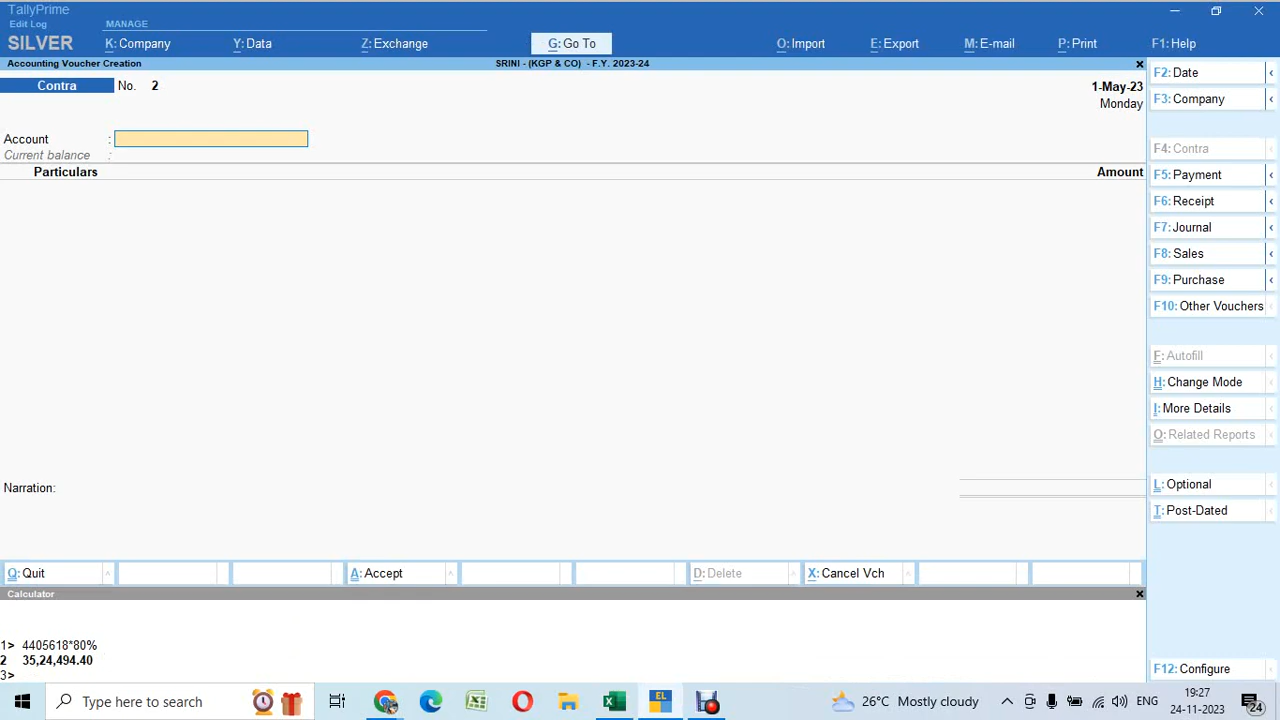 TallyPrime
Edit Log
SILVER
MANAGE
K: Company
Y: Data
Z: Exchange
G: Go To
O: Import
E: Export
M: E-mail
P: Print
F1: Help
Accounting Voucher Creation
SRINI - (KGP & CO) - F.Y. 2023-24
Contra No. 2
1-May-23
Monday
Account :
Current balance :
Particulars
Amount
Narration:
Q: Quit
A: Accept
D: Delete
X: Cancel Vch
F2: Date
F3: Company
F4: Contra
F5: Payment
F6: Receipt
F7: Journal
F8: Sales
F9: Purchase
F10: Other Vouchers
F: Autofill
H: Change Mode
I: More Details
O: Related Reports
L: Optional
T: Post-Dated
F12: Configure
Calculator
1> 4405618*80%
2 35,24,494.40
3>
Type here to search
EL
26°C Mostly cloudy
ENG
19:27
24-11-2023
24